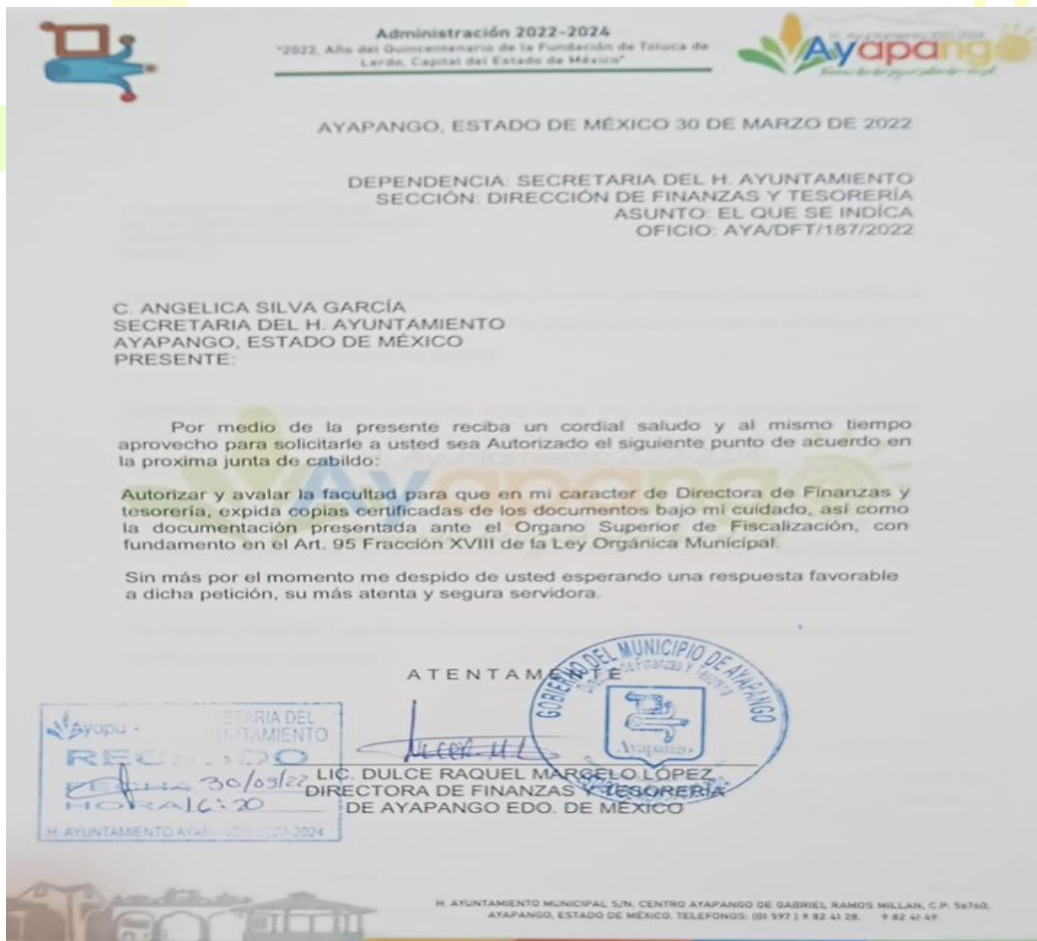 Administración 2022-2024
"2022, Año del Quincentenario de la Fundación de Toluca de
Lerdo, Capital del Estado de México"
Ayapango
AYAPANGO, ESTADO DE MÉXICO 30 DE MARZO DE 2022
DEPENDENCIA: SECRETARIA DEL H. AYUNTAMIENTO
SECCIÓN: DIRECCIÓN DE FINANZAS Y TESORERÍA
ASUNTO: EL QUE SE INDÍCA
OFICIO: AYA/DFT/187/2022
C. ANGELICA SILVA GARCÍA
SECRETARIA DEL H. AYUNTAMIENTO
AYAPANGO, ESTADO DE MÉXICO
PRESENTE:
Por medio de la presente reciba un cordial saludo y al mismo tiempo
aprovecho para solicitarle a usted sea Autorizado el siguiente punto de acuerdo en
la proxima junta de cabildo:
Autorizar y avalar la facultad para que en mi caracter de Directora de Finanzas y
tesorería, expida copias certificadas de los documentos bajo mi cuidado, así como
la documentación presentada ante el Organo Superior de Fiscalización, con
fundamento en el Art. 95 Fracción XVIII de la Ley Orgánica Municipal.
Sin más por el momento me despido de usted esperando una respuesta favorable
a dicha petición, su más atenta y segura servidora.
ATENTAMENTE
GOBIERNO DEL MUNICIPIO DE AYAPANGO
Dirección de Finanzas Y Tesorería
Ayapango
RECIBIDO
FECHA 30/03/22
HORA 16:20
H. AYUNTAMIENTO AYAPANGO 2022-2024
LIC. DULCE RAQUEL MARCELO LÓPEZ
DIRECTORA DE FINANZAS Y TESORERÍA
DE AYAPANGO EDO. DE MÉXICO
H. AYUNTAMIENTO MUNICIPAL S/N. CENTRO AYAPANGO DE GABRIEL RAMOS MILLAN, C.P. 56760,
AYAPANGO, ESTADO DE MÉXICO. TELEFONOS: (01 597 ) 9 82 41 28, 9 82 41 49